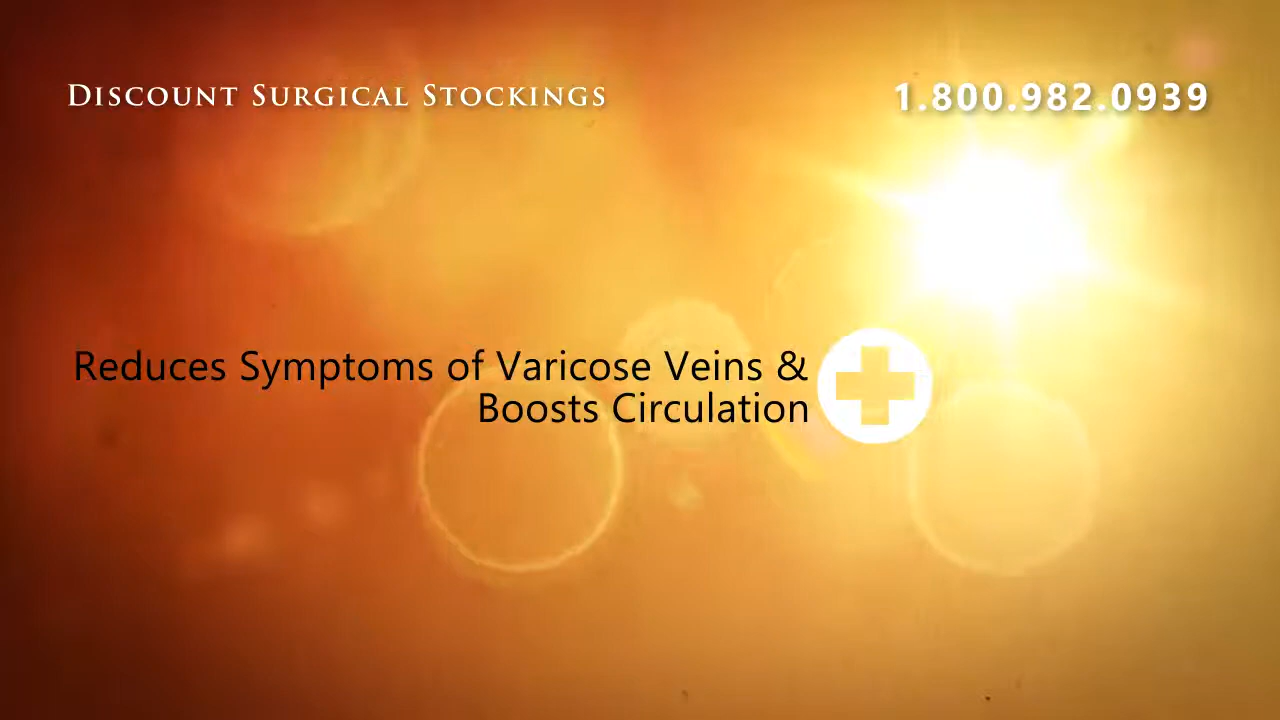 Discount Surgical Stockings
1.800.982.0939
Reduces Symptoms of Varicose Veins &
Boosts Circulation